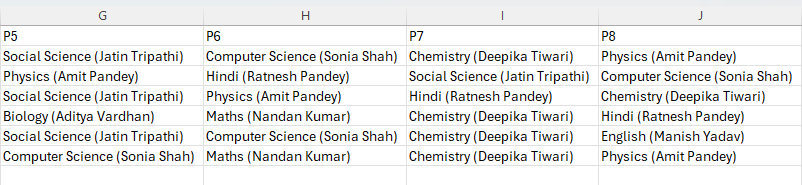 G H I J
P5 P6 P7 P8
Social Science (Jatin Tripathi) Computer Science (Sonia Shah) Chemistry (Deepika Tiwari) Physics (Amit Pandey)
Physics (Amit Pandey) Hindi (Ratnesh Pandey) Social Science (Jatin Tripathi) Computer Science (Sonia Shah)
Social Science (Jatin Tripathi) Physics (Amit Pandey) Hindi (Ratnesh Pandey) Chemistry (Deepika Tiwari)
Biology (Aditya Vardhan) Maths (Nandan Kumar) Chemistry (Deepika Tiwari) Hindi (Ratnesh Pandey)
Social Science (Jatin Tripathi) Computer Science (Sonia Shah) Chemistry (Deepika Tiwari) English (Manish Yadav)
Computer Science (Sonia Shah) Maths (Nandan Kumar) Chemistry (Deepika Tiwari) Physics (Amit Pandey)